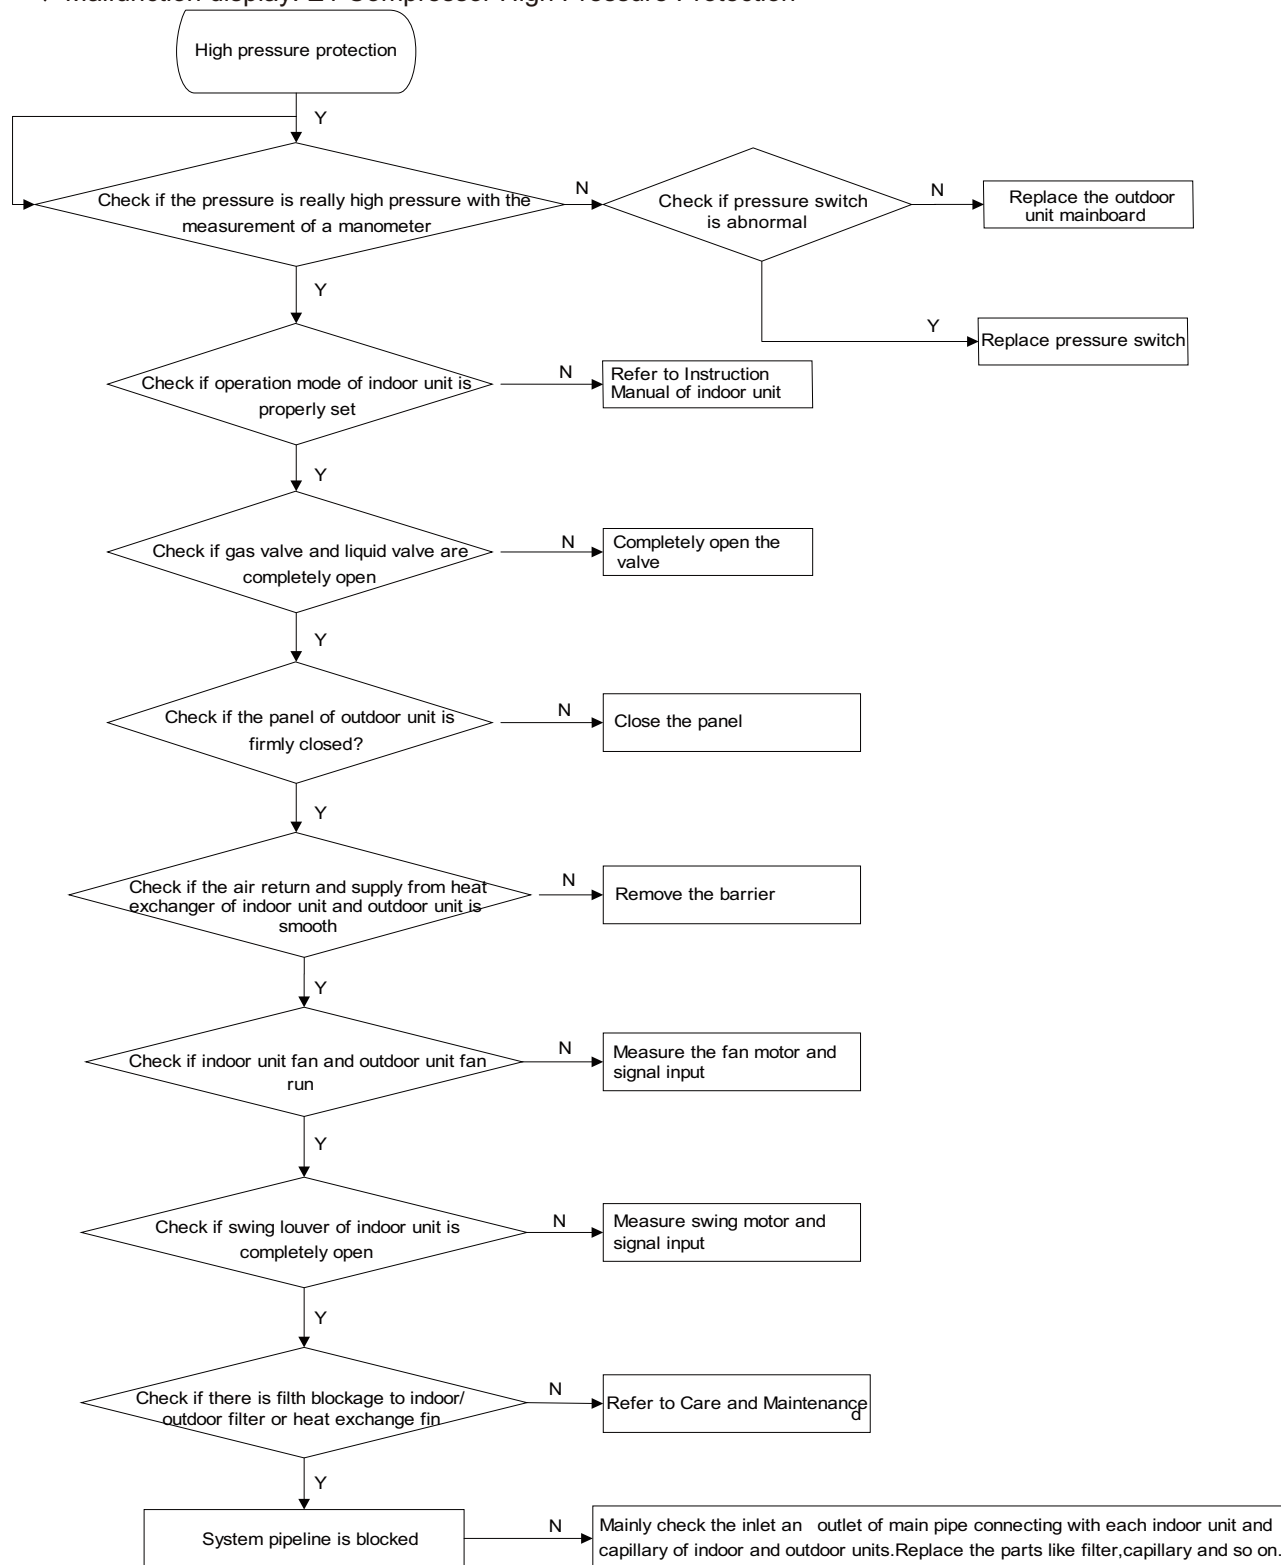 High pressure protection
Y
Check if the pressure is really high pressure with the
measurement of a manometer
N
Check if pressure switch
is abnormal
N
Replace the outdoor
unit mainboard
Y
Replace pressure switch
Y
Check if operation mode of indoor unit is
properly set
N
Refer to Instruction
Manual of indoor unit
Y
Check if gas valve and liquid valve are
completely open
N
Completely open the
valve
Y
Check if the panel of outdoor unit is
firmly closed?
N
Close the panel
Y
Check if the air return and supply from heat
exchanger of indoor unit and outdoor unit is
smooth
N
Remove the barrier
Y
Check if indoor unit fan and outdoor unit fan
run
N
Measure the fan motor and
signal input
Y
Check if swing louver of indoor unit is
completely open
N
Measure swing motor and
signal input
Y
Check if there is filth blockage to indoor/
outdoor filter or heat exchange fin
N
Refer to Care and Maintenance
d
Y
System pipeline is blocked
N
Mainly check the inlet an outlet of main pipe connecting with each indoor unit and
capillary of indoor and outdoor units.Replace the parts like filter,capillary and so on.